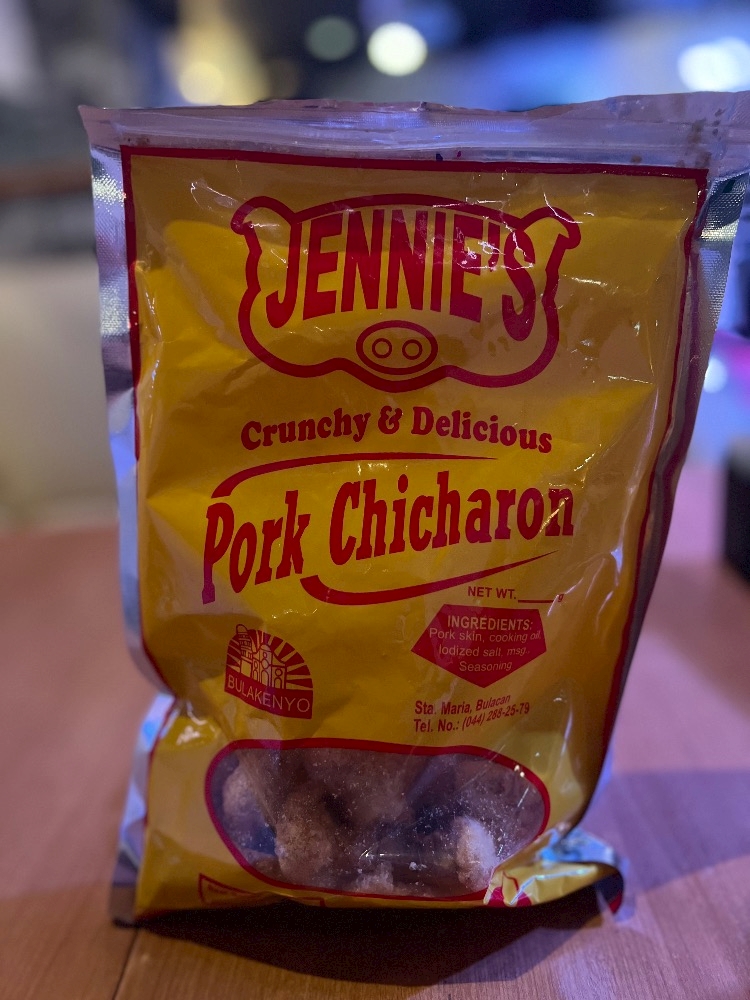 JENNIE'S
Crunchy & Delicious
Pork Chicharon
NET WT.____g
INGREDIENTS:
Pork skin, cooking oil,
Iodized salt, msg.
Seasoning
BULAKENYO
Sta. Maria, Bulacan
Tel. No.: (044) 288-25-79